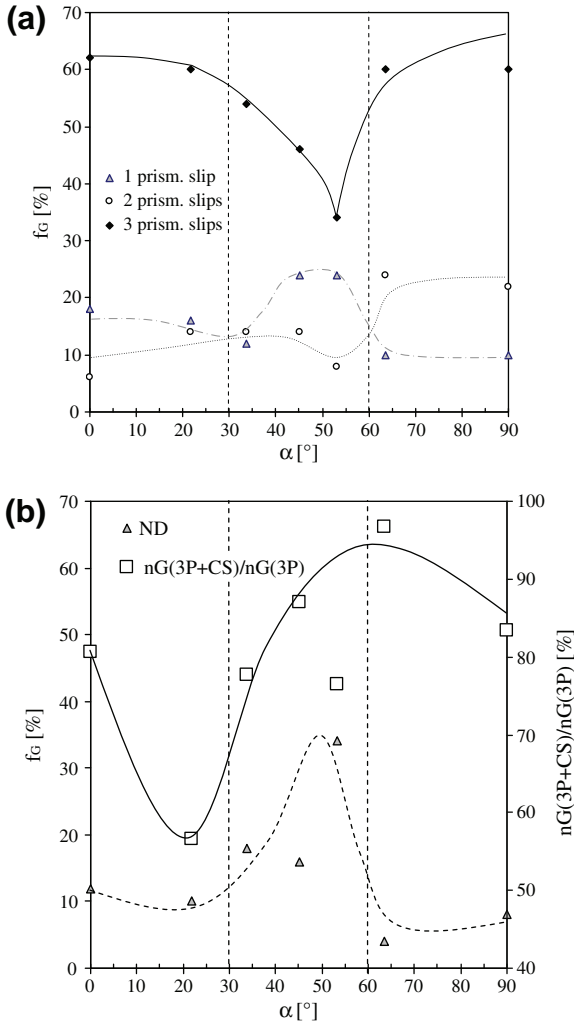 (a)
70
60
50
40
30
20
10
0
f_G [%]
1 prism. slip
2 prism. slips
3 prism. slips
0 10 20 30 40 50 60 70 80 90
α [°]
(b)
70
60
50
40
30
20
10
0
f_G [%]
ND
nG(3P+CS)/nG(3P)
100
90
80
70
60
50
40
nG(3P+CS)/nG(3P) [%]
0 10 20 30 40 50 60 70 80 90
α [°]